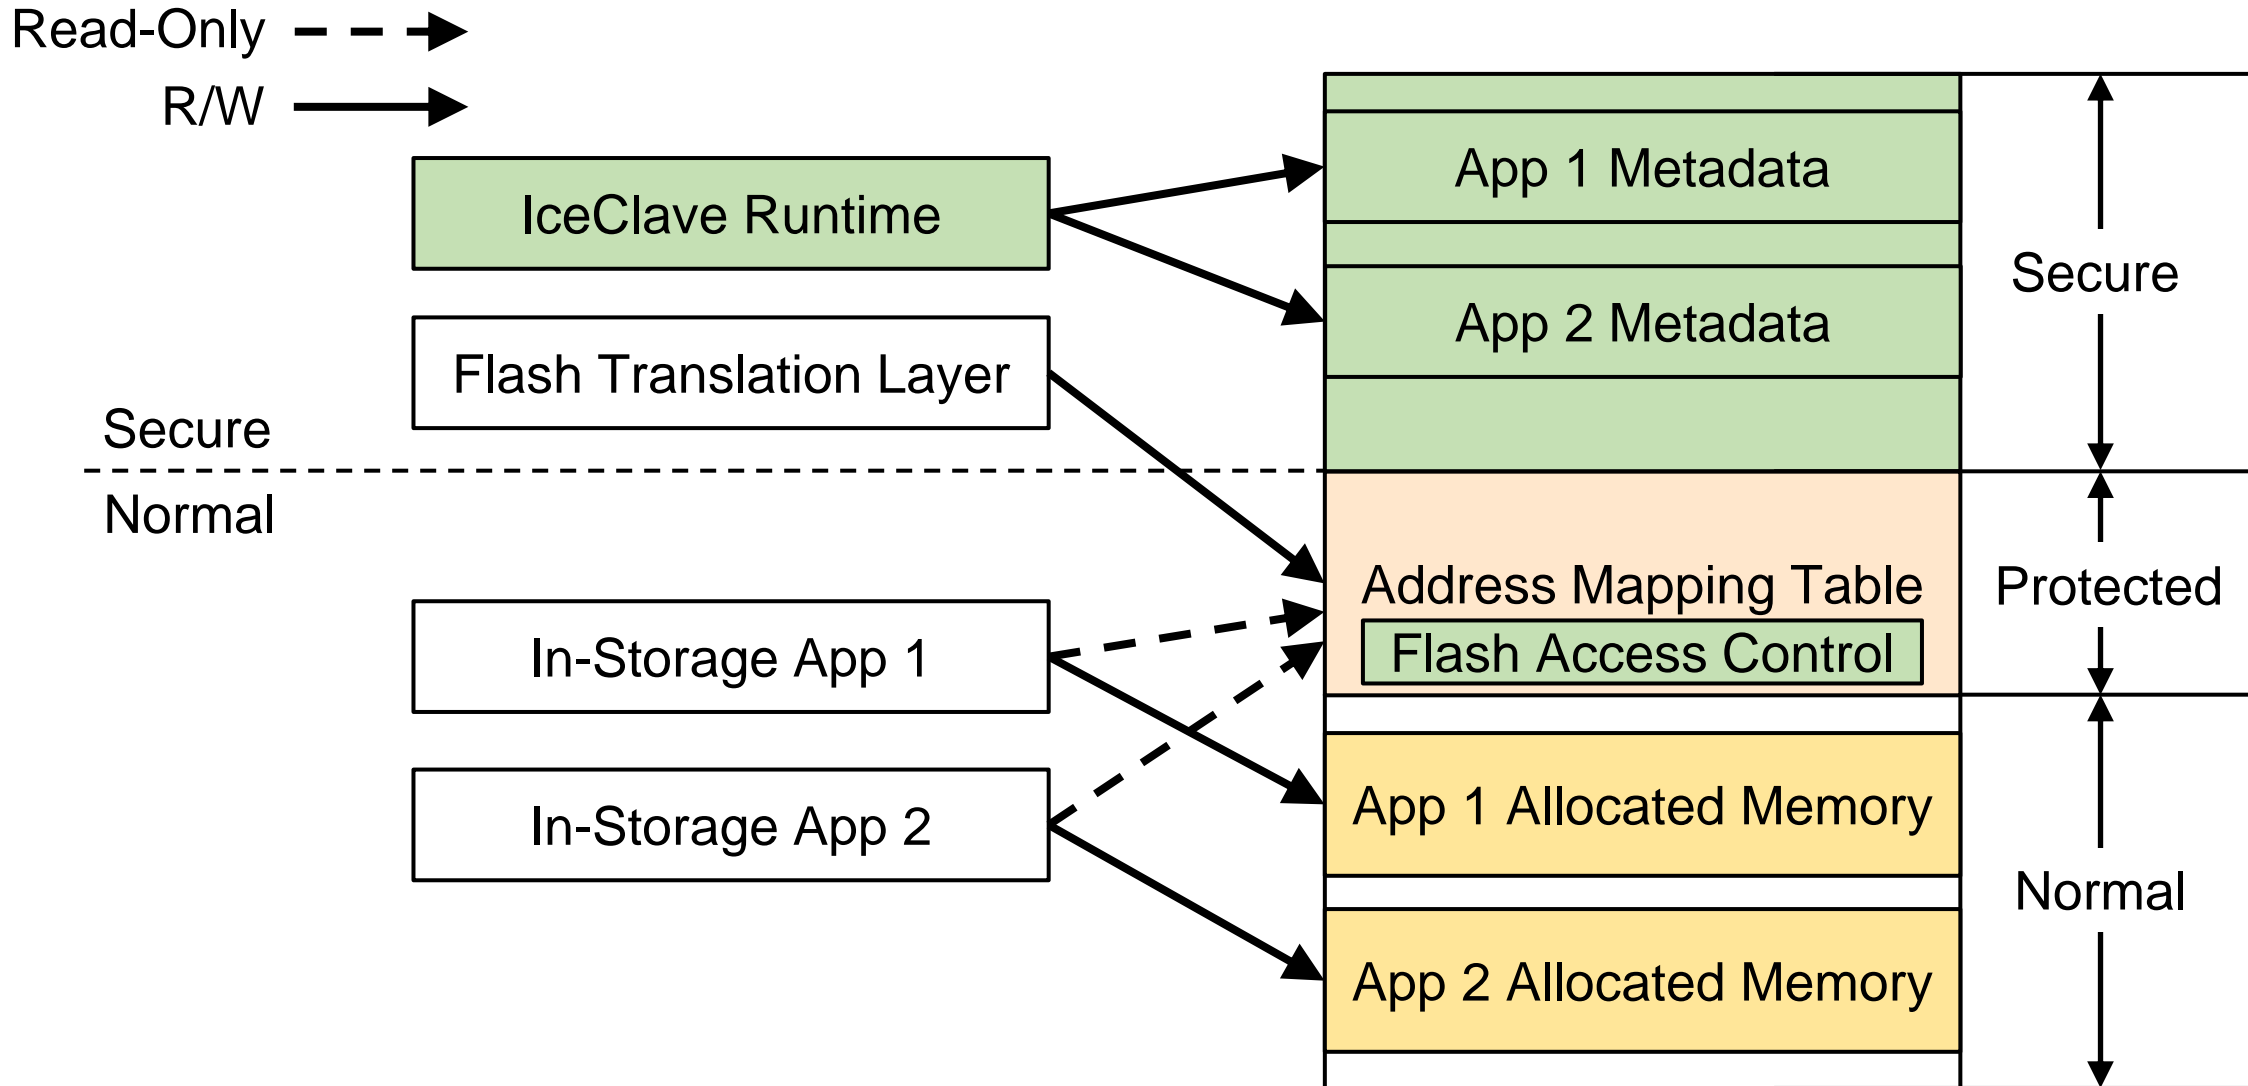 Read-Only
R/W
IceClave Runtime
Flash Translation Layer
Secure
Normal
In-Storage App 1
In-Storage App 2
App 1 Metadata
App 2 Metadata
Address Mapping Table
Flash Access Control
App 1 Allocated Memory
App 2 Allocated Memory
Secure
Protected
Normal